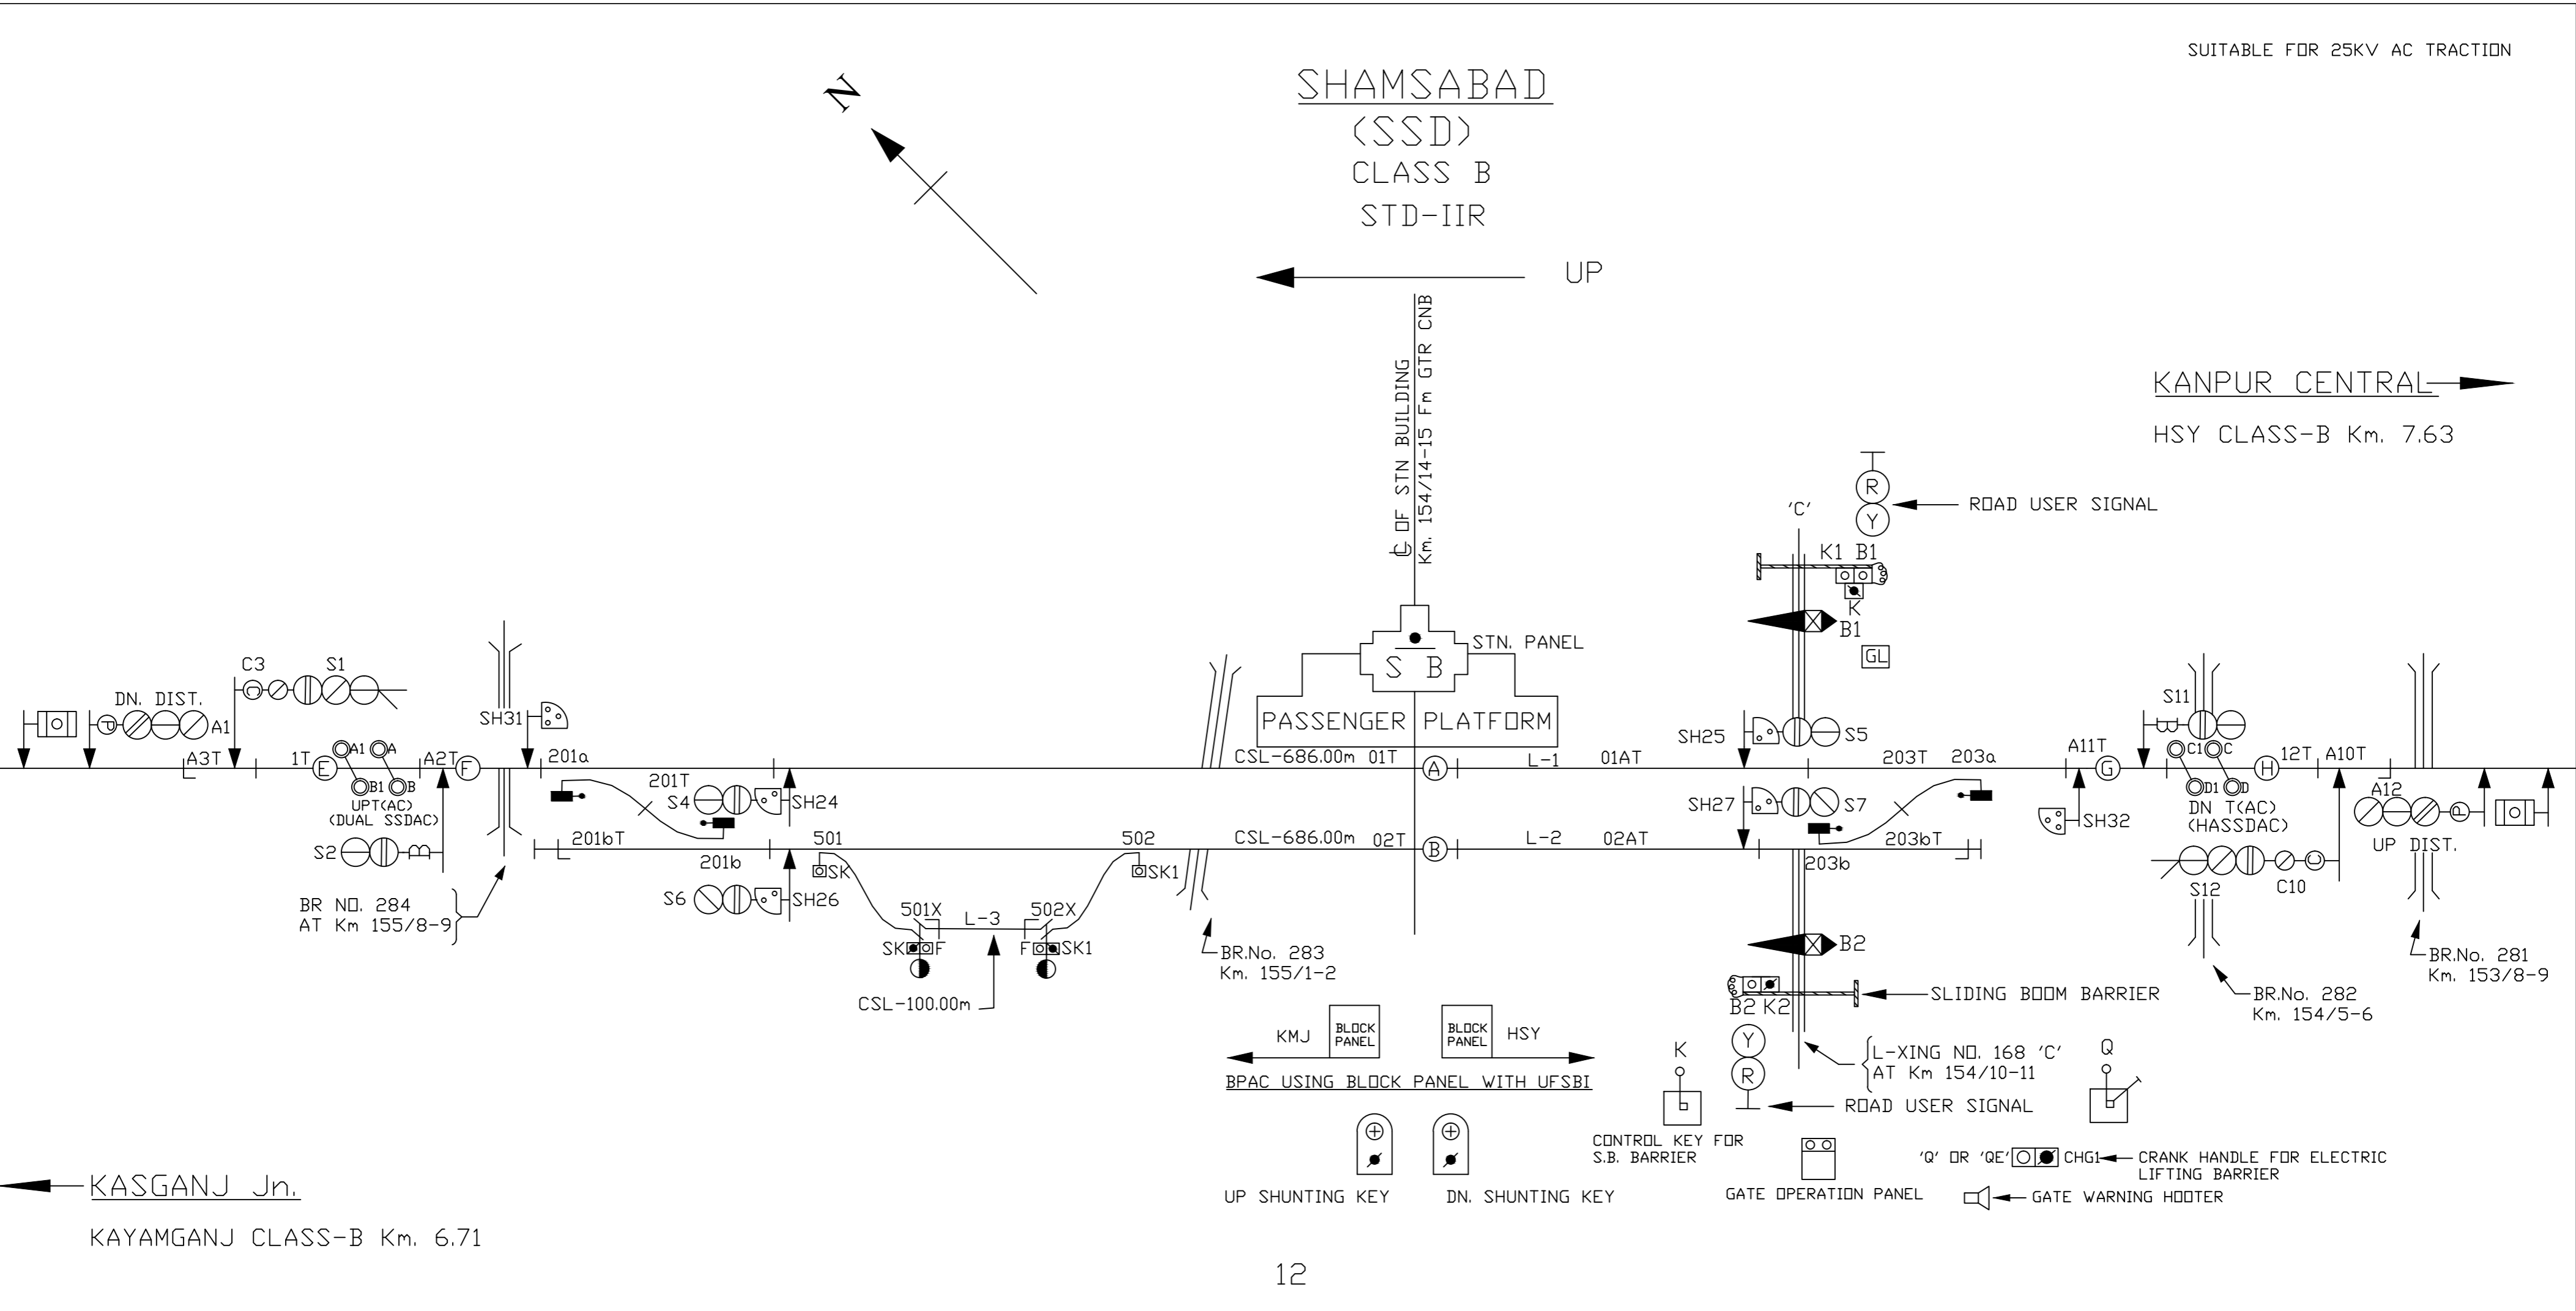 SUITABLE FOR 25KV AC TRACTION
N
SHAMSABAD
(SSD)
CLASS B
STD-IIR
UP
C̵L OF STN BUILDING
Km. 154/14-15 Fm GTR CNB
KANPUR CENTRAL
HSY CLASS-B Km. 7.63
R
Y
ROAD USER SIGNAL
'C'
K1 B1
K
B1
GL
STN. PANEL
S B
PASSENGER PLATFORM
C3 S1
C
DN. DIST.
P
A1
SH31
SH25
S5
S11
B
A3T
1T
E
A1
A
B1
B
A2T
F
201a
CSL-686.00m 01T
A
L-1
01AT
203T
203a
A11T
G
C1
C
D1
D
H
12T
A10T
UPT(AC)
(DUAL SSDAC)
201T
S4
SH24
SH27
S7
SH32
DN T(AC)
(HASSDAC)
A12
P
UP DIST.
S2
B
201bT
201b
501
502
CSL-686.00m 02T
B
L-2
02AT
203b
203bT
SK
SK1
S6
SH26
S12
C10
C
BR NO. 284
AT Km 155/8-9
501X
L-3
502X
SK
F
F
SK1
CSL-100.00m
BR.No. 283
Km. 155/1-2
B2
B2 K2
SLIDING BOOM BARRIER
BR.No. 282
Km. 154/5-6
BR.No. 281
Km. 153/8-9
KMJ
BLOCK
PANEL
BLOCK
PANEL
HSY
BPAC USING BLOCK PANEL WITH UFSBI
Y
R
ROAD USER SIGNAL
L-XING NO. 168 'C'
AT Km 154/10-11
K
CONTROL KEY FOR
S.B. BARRIER
Q
UP SHUNTING KEY
DN. SHUNTING KEY
GATE OPERATION PANEL
'Q' OR 'QE'
CHG1
CRANK HANDLE FOR ELECTRIC
LIFTING BARRIER
GATE WARNING HOOTER
KASGANJ Jn.
KAYAMGANJ CLASS-B Km. 6.71
12